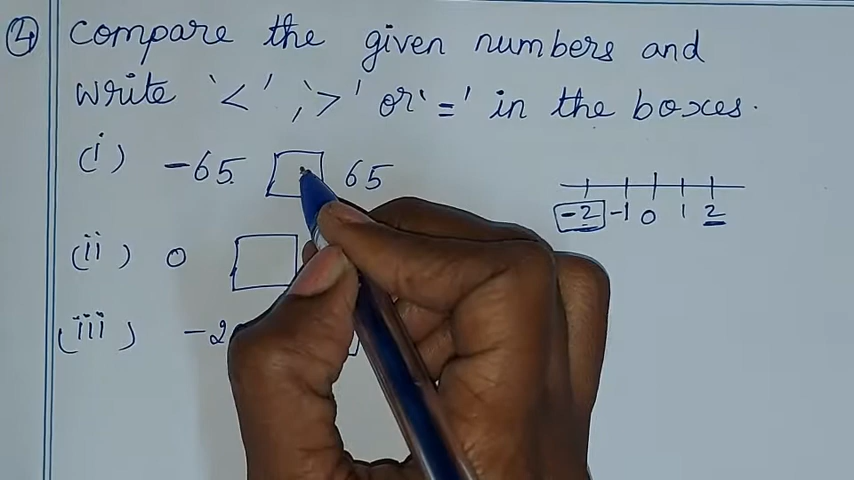 ④ Compare the given numbers and
write '<' , '>' or '=' in the boxes.
(i) -65 □ 65
-2 -1 0 1 2
(ii) 0 □
(iii) -2